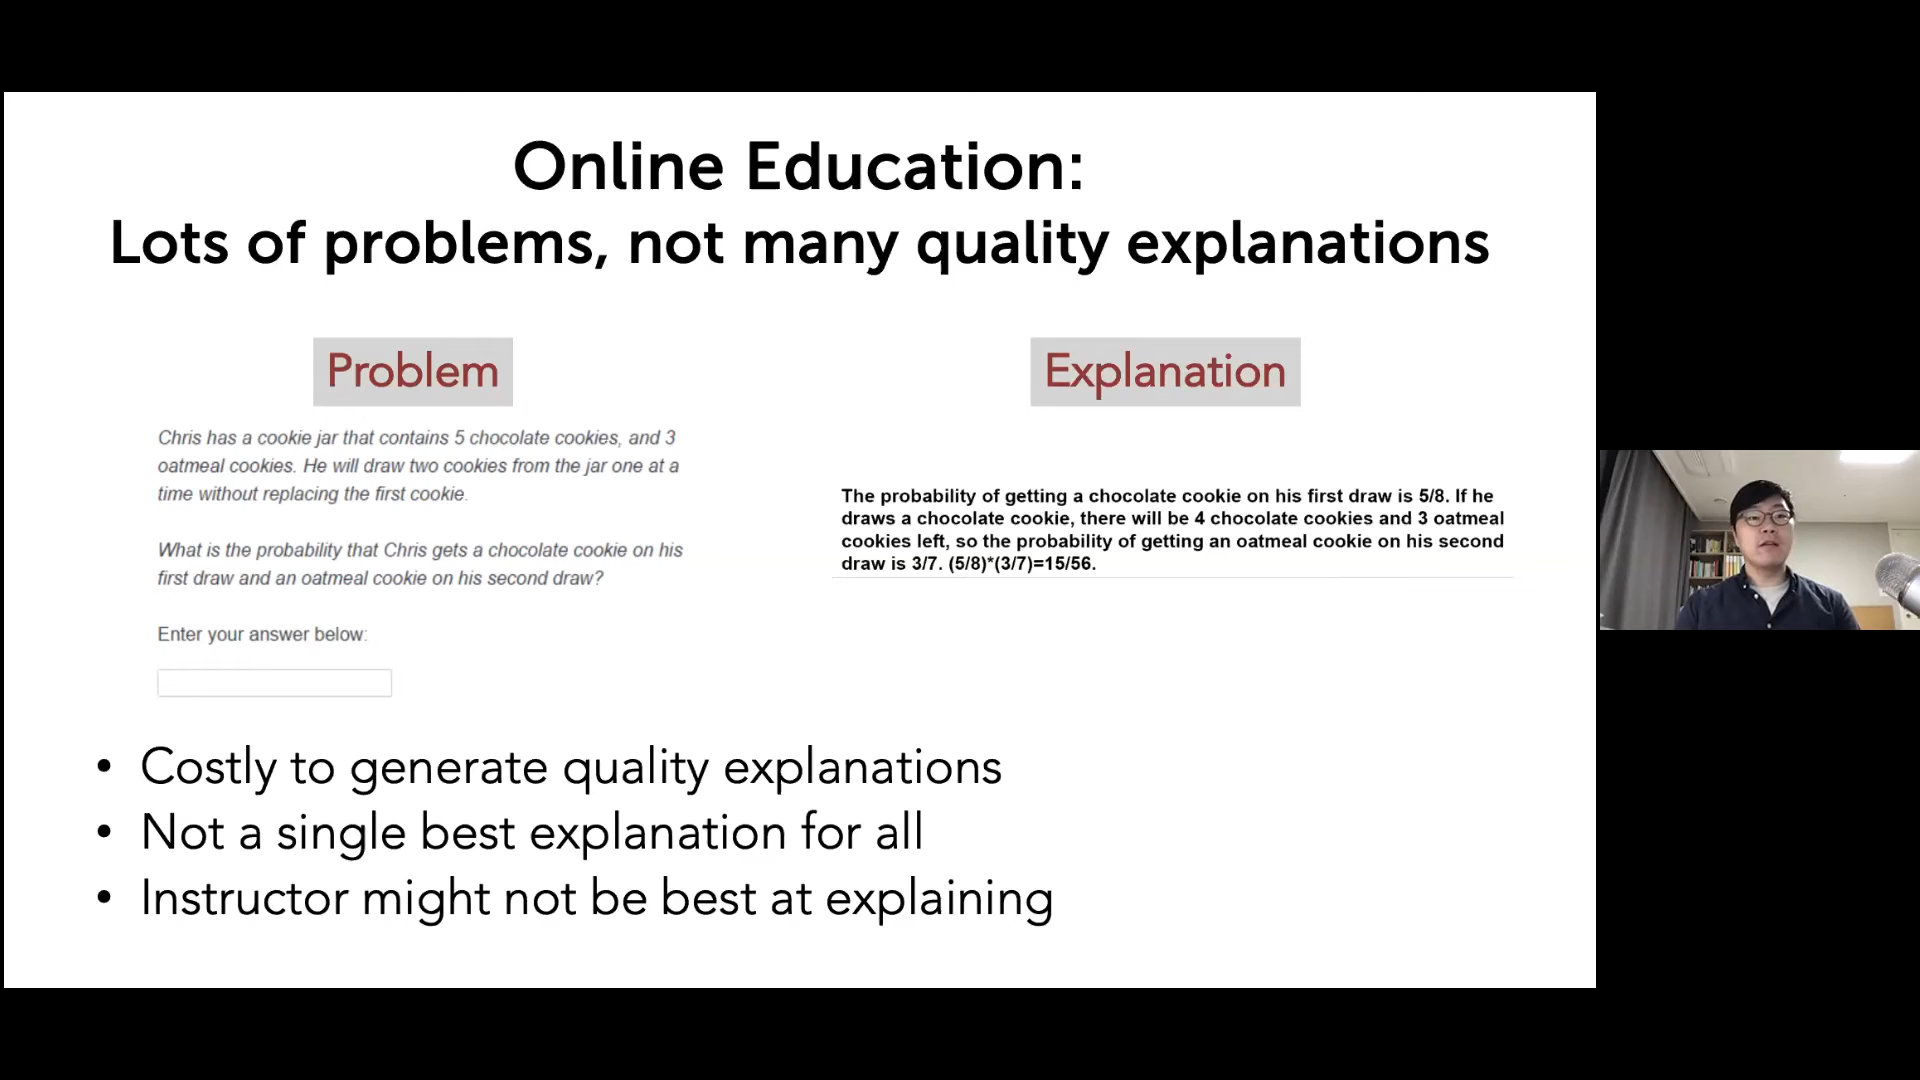 Online Education:
Lots of problems, not many quality explanations
Problem
Chris has a cookie jar that contains 5 chocolate cookies, and 3
oatmeal cookies. He will draw two cookies from the jar one at a
time without replacing the first cookie.
What is the probability that Chris gets a chocolate cookie on his
first draw and an oatmeal cookie on his second draw?
Enter your answer below:
Explanation
The probability of getting a chocolate cookie on his first draw is 5/8. If he
draws a chocolate cookie, there will be 4 chocolate cookies and 3 oatmeal
cookies left, so the probability of getting an oatmeal cookie on his second
draw is 3/7. (5/8)*(3/7)=15/56.
• Costly to generate quality explanations
• Not a single best explanation for all
• Instructor might not be best at explaining